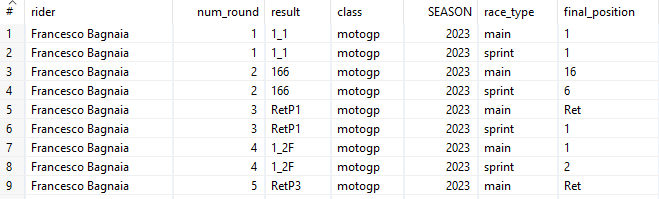 # rider num_round result class SEASON race_type final_position
1 Francesco Bagnaia 1 1_1 motogp 2023 main 1
2 Francesco Bagnaia 1 1_1 motogp 2023 sprint 1
3 Francesco Bagnaia 2 166 motogp 2023 main 16
4 Francesco Bagnaia 2 166 motogp 2023 sprint 6
5 Francesco Bagnaia 3 RetP1 motogp 2023 main Ret
6 Francesco Bagnaia 3 RetP1 motogp 2023 sprint 1
7 Francesco Bagnaia 4 1_2F motogp 2023 main 1
8 Francesco Bagnaia 4 1_2F motogp 2023 sprint 2
9 Francesco Bagnaia 5 RetP3 motogp 2023 main Ret